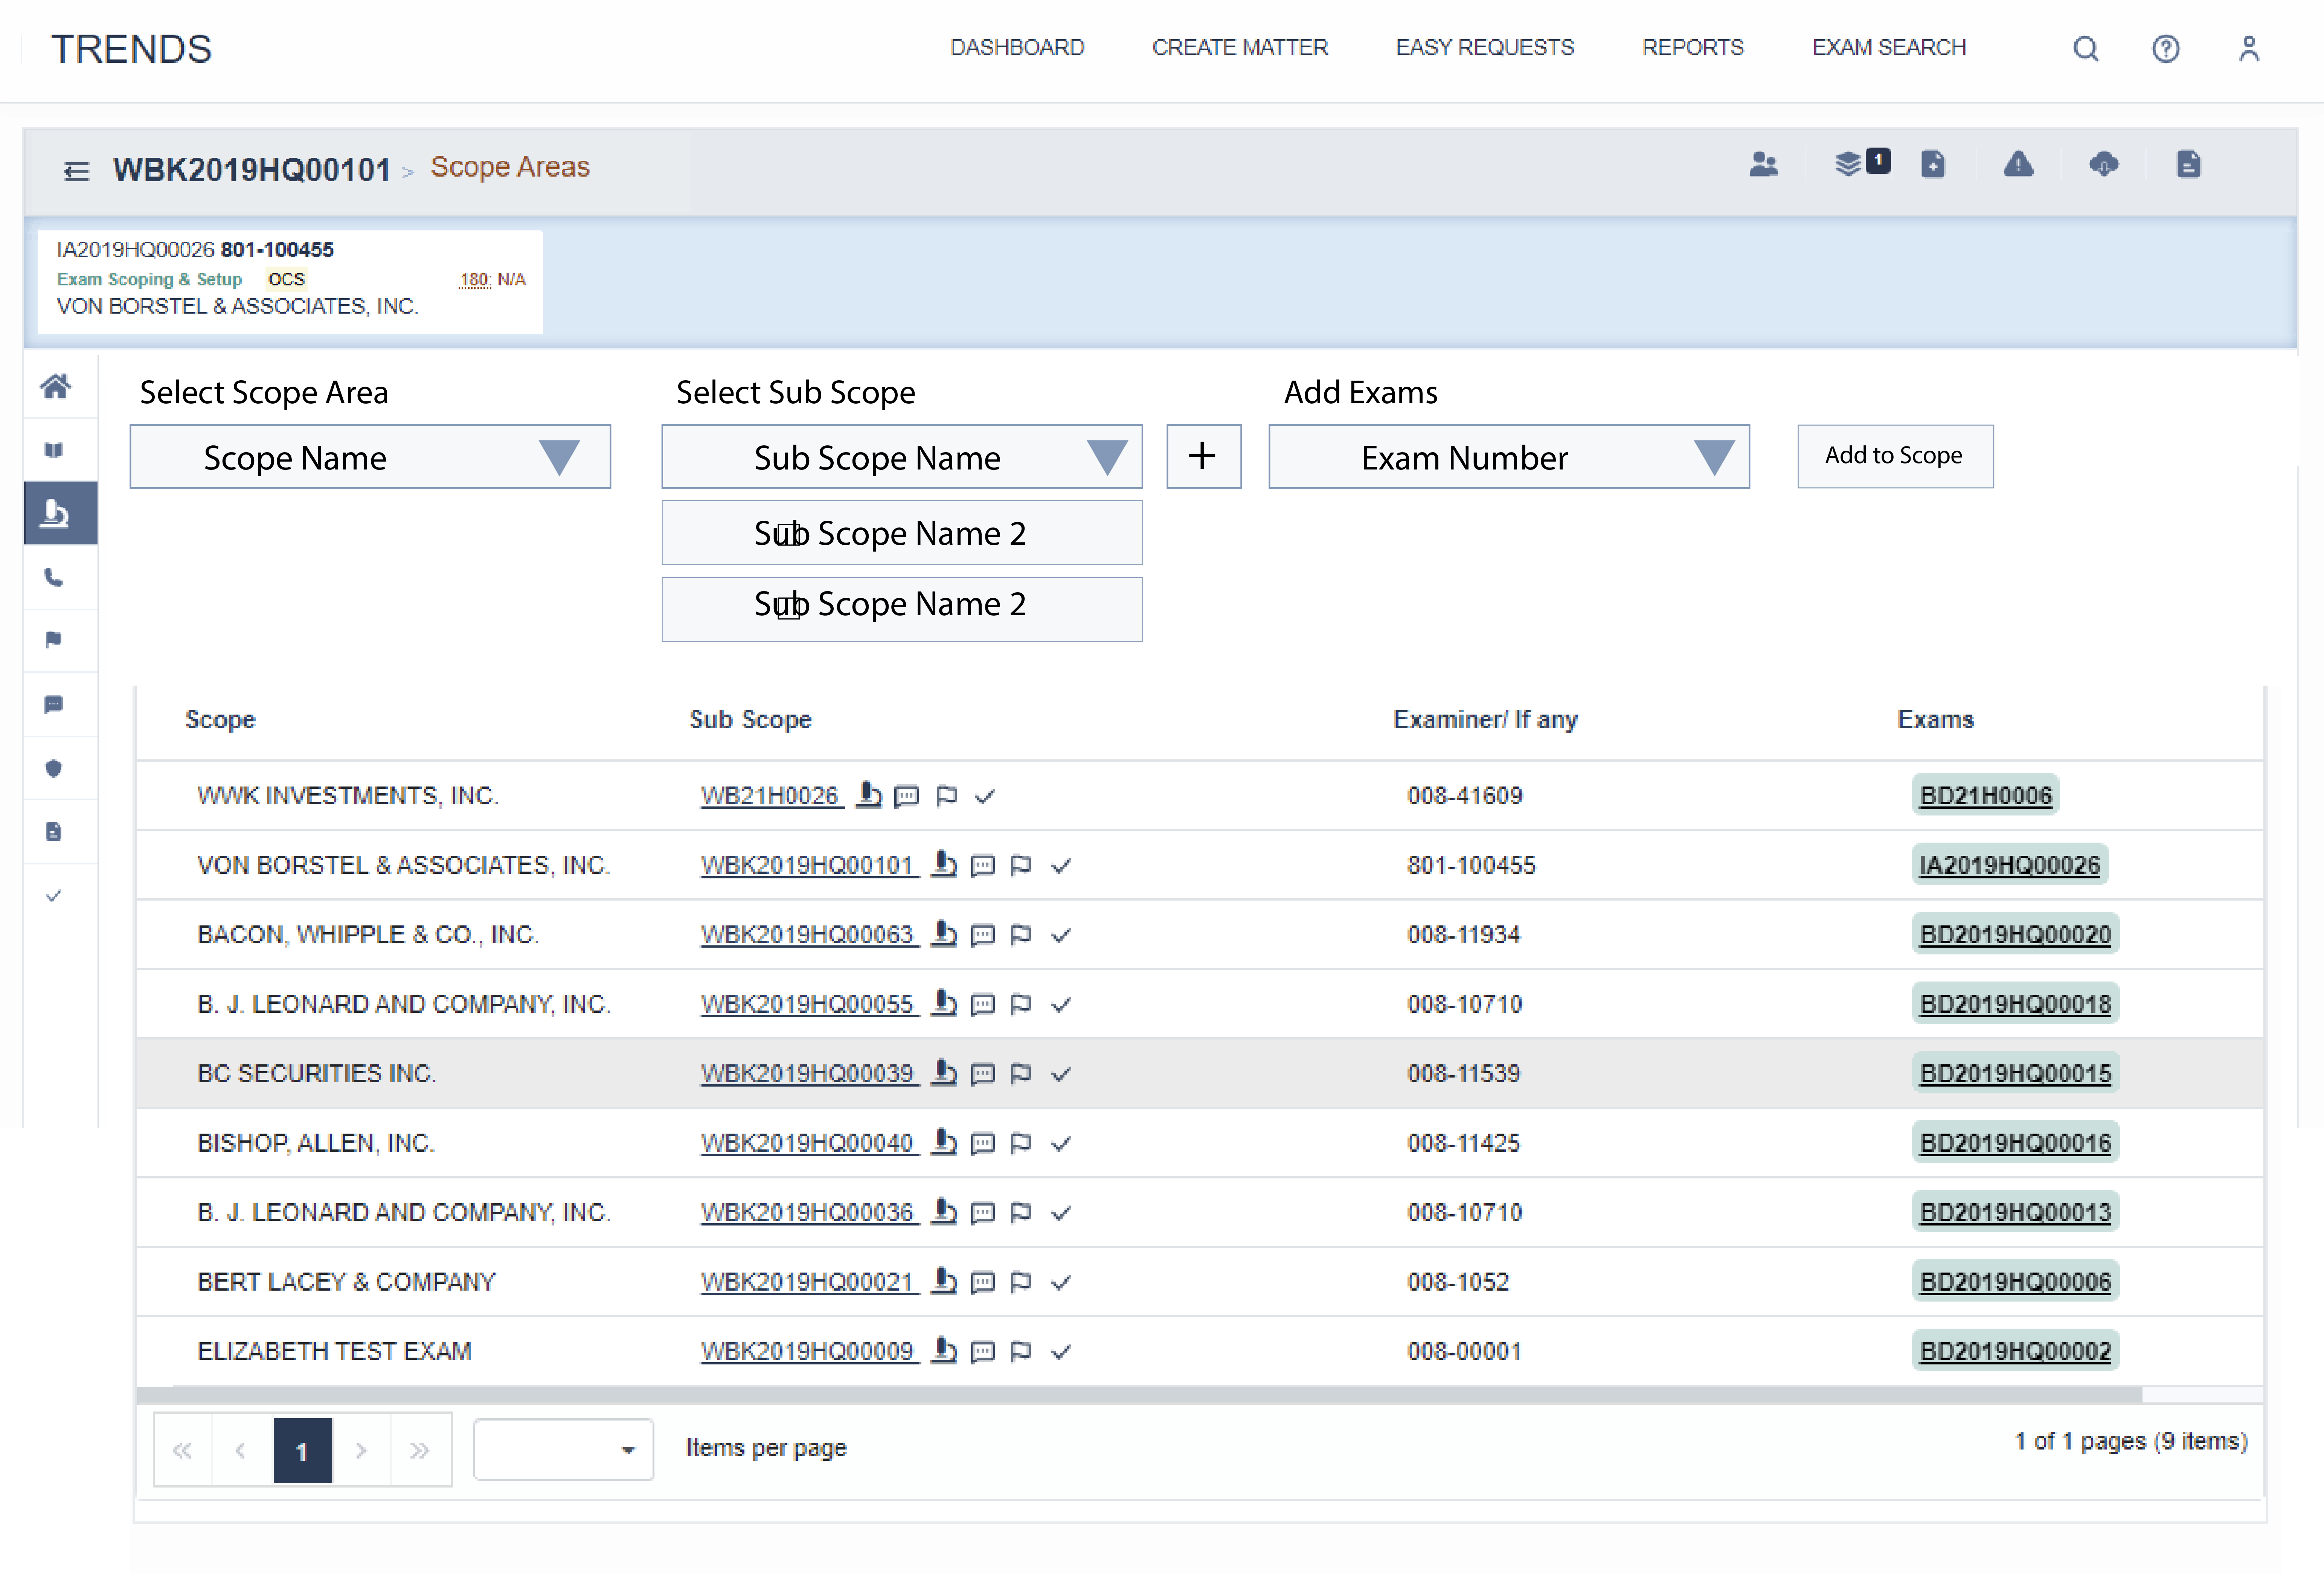 TRENDS DASHBOARD CREATE MATTER EASY REQUESTS REPORTS EXAM SEARCH
WBK2019HQ00101 > Scope Areas 1
IA2019HQ00026 801-100455
Exam Scoping & Setup OCS 180: N/A
VON BORSTEL & ASSOCIATES, INC.
Select Scope Area Select Sub Scope Add Exams
Scope Name Sub Scope Name + Exam Number Add to Scope
Sub Scope Name 2
Sub Scope Name 2
Scope Sub Scope Examiner/ If any Exams
WWK INVESTMENTS, INC. WB21H0026 008-41609 BD21H0006
VON BORSTEL & ASSOCIATES, INC. WBK2019HQ00101 801-100455 IA2019HQ00026
BACON, WHIPPLE & CO., INC. WBK2019HQ00063 008-11934 BD2019HQ00020
B. J. LEONARD AND COMPANY, INC. WBK2019HQ00055 008-10710 BD2019HQ00018
BC SECURITIES INC. WBK2019HQ00039 008-11539 BD2019HQ00015
BISHOP, ALLEN, INC. WBK2019HQ00040 008-11425 BD2019HQ00016
B. J. LEONARD AND COMPANY, INC. WBK2019HQ00036 008-10710 BD2019HQ00013
BERT LACEY & COMPANY WBK2019HQ00021 008-1052 BD2019HQ00006
ELIZABETH TEST EXAM WBK2019HQ00009 008-00001 BD2019HQ00002
1 Items per page 1 of 1 pages (9 items)